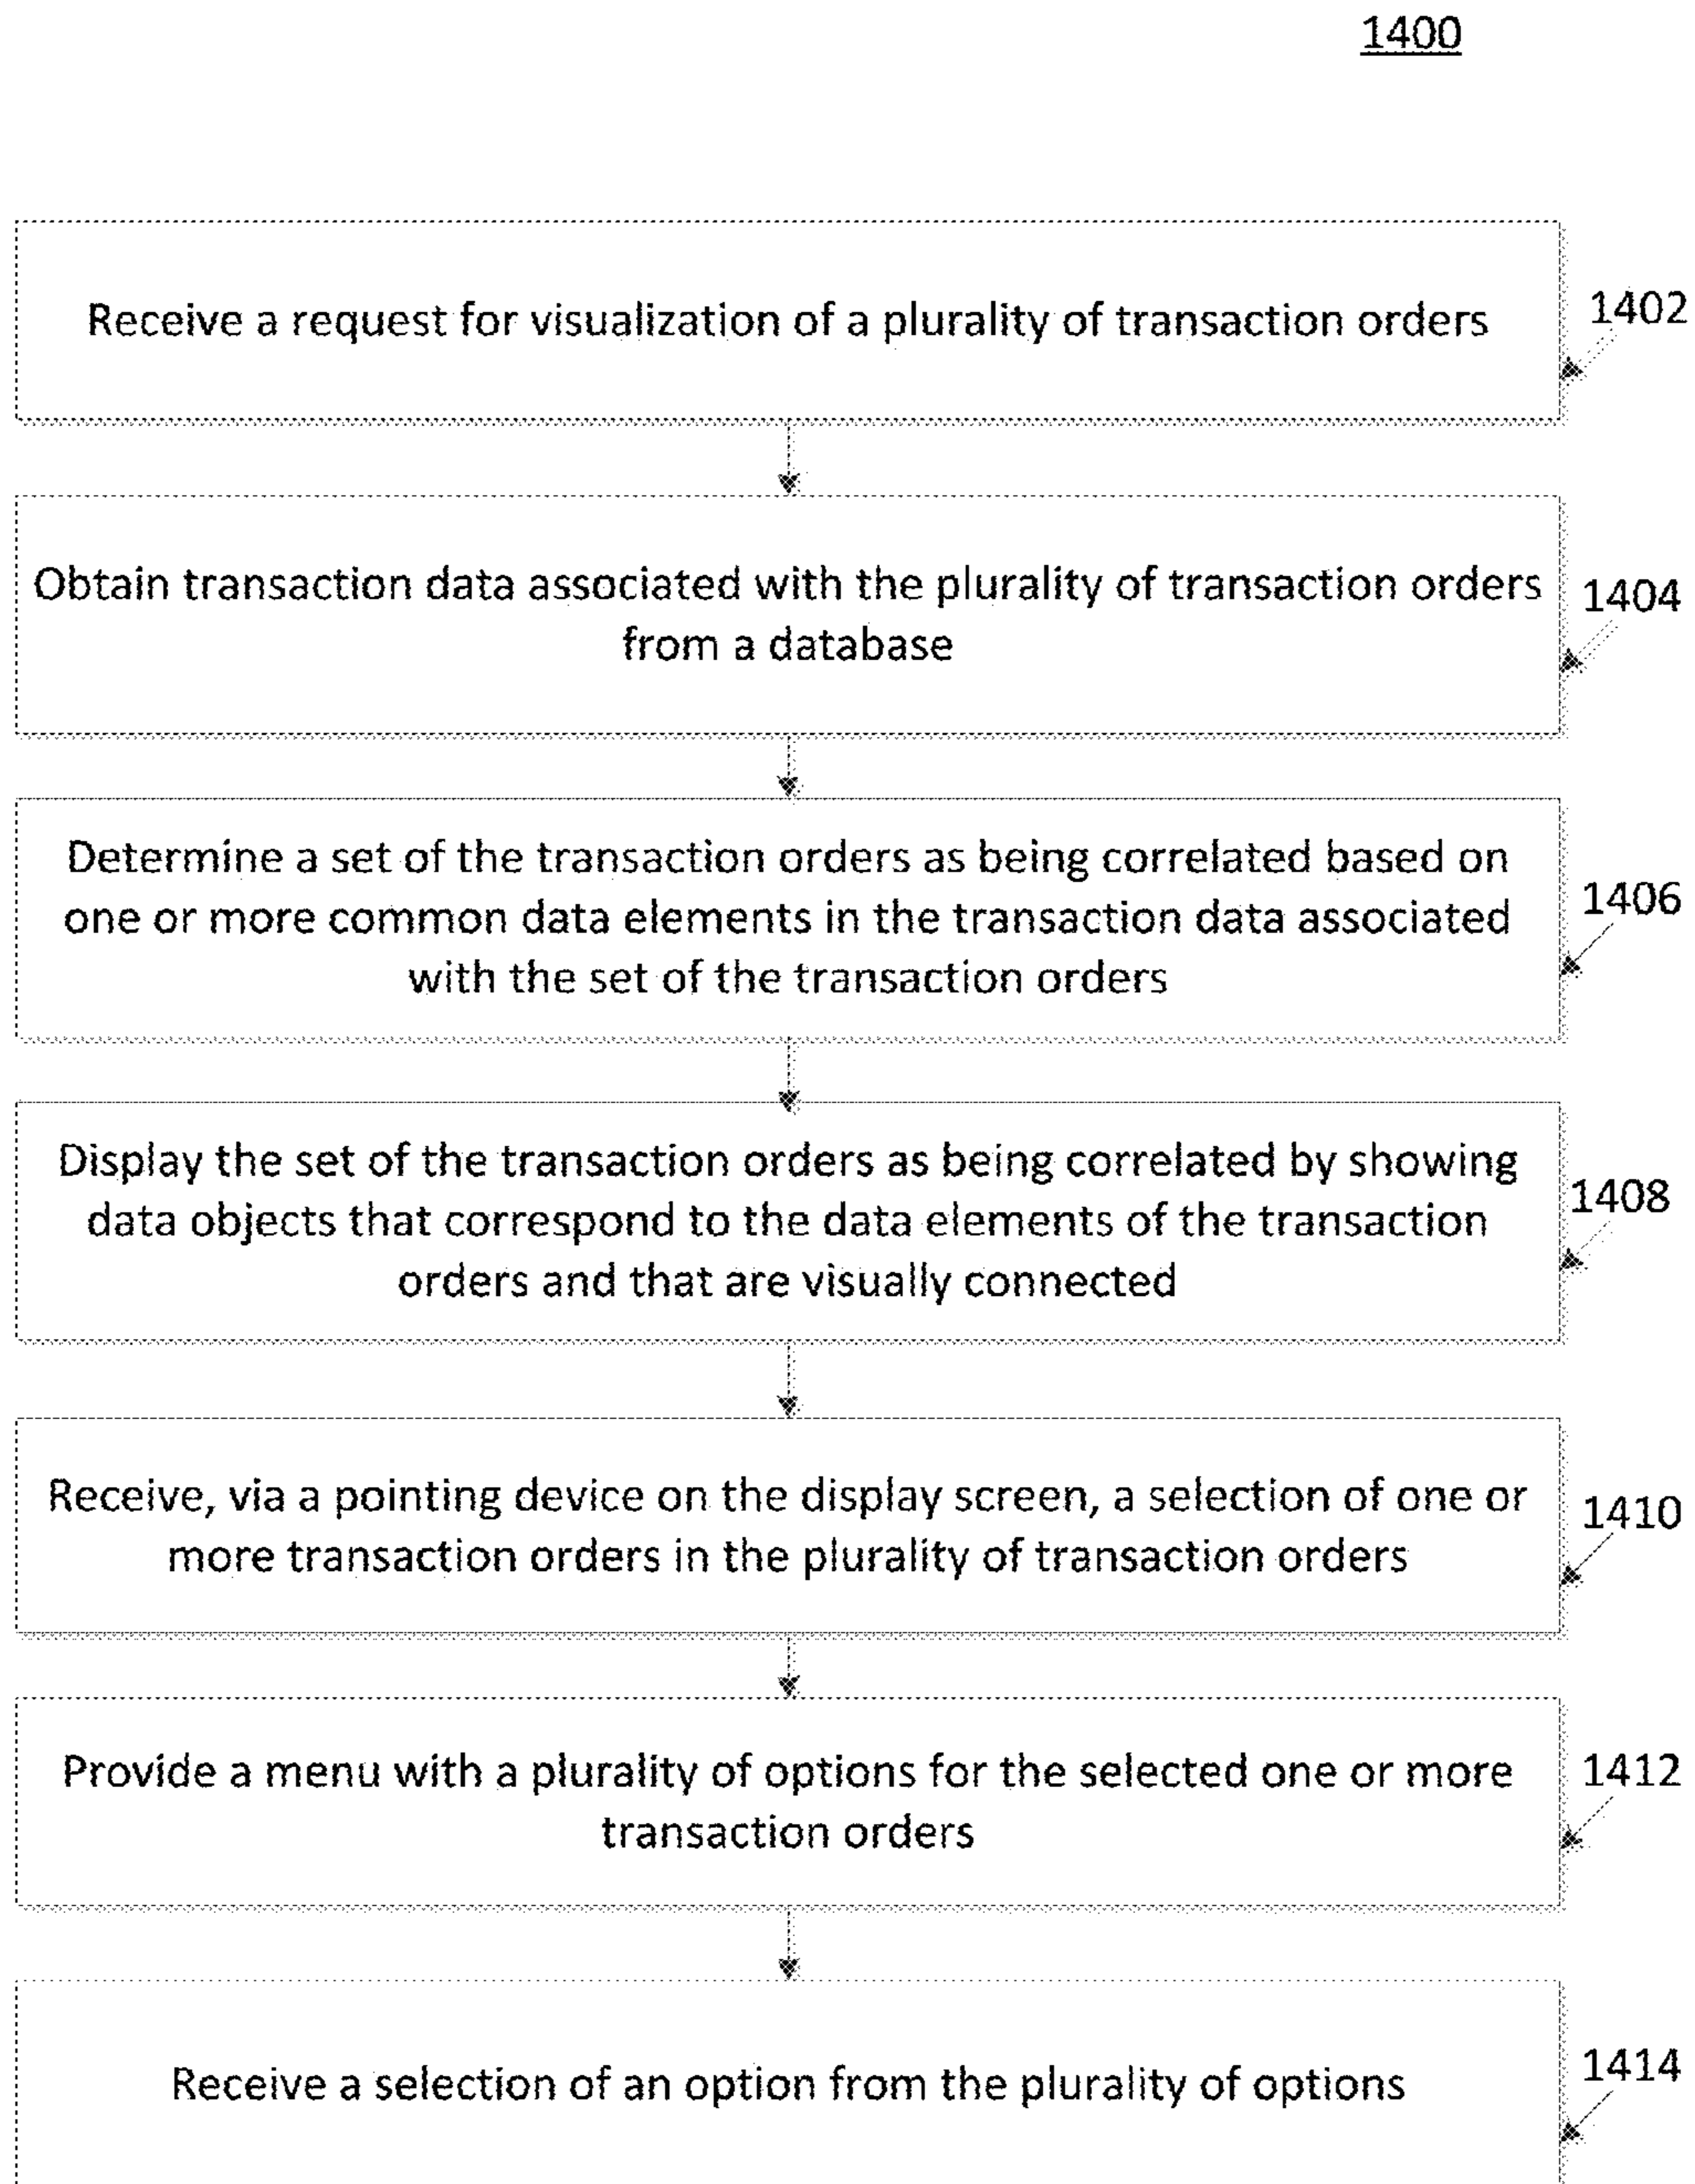 1400
Receive a request for visualization of a plurality of transaction orders
1402
Obtain transaction data associated with the plurality of transaction orders
from a database
1404
Determine a set of the transaction orders as being correlated based on
one or more common data elements in the transaction data associated
with the set of the transaction orders
1406
Display the set of the transaction orders as being correlated by showing
data objects that correspond to the data elements of the transaction
orders and that are visually connected
1408
Receive, via a pointing device on the display screen, a selection of one or
more transaction orders in the plurality of transaction orders
1410
Provide a menu with a plurality of options for the selected one or more
transaction orders
1412
Receive a selection of an option from the plurality of options
1414